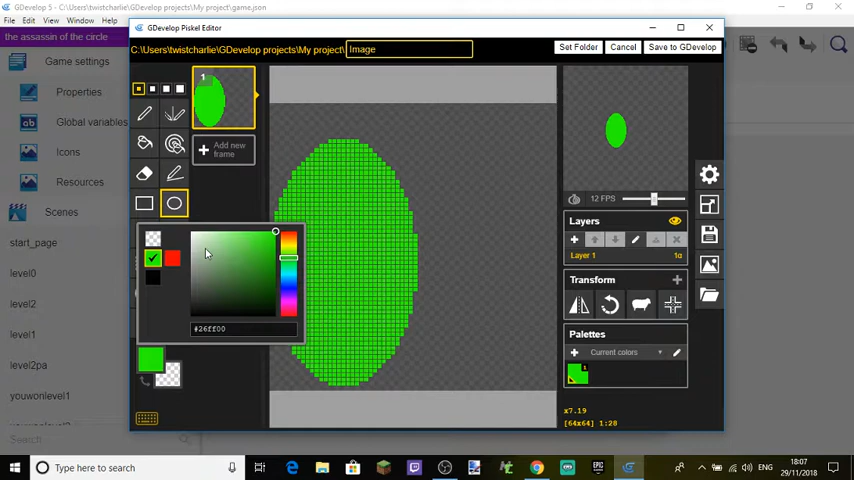 GDevelop 5 - C:\Users\twistcharlie\GDevelop projects\My project\game.json
File Edit View Window Help
the assassin of the circle
Game settings
Properties
Global variables
Icons
Resources
Scenes
start_page
level0
level2
level1
level2pa
youwonlevel1
Search
GDevelop Piskel Editor
C:\Users\twistcharlie\GDevelop projects\My project\ Image
Set Folder Cancel Save to GDevelop
1
Add new frame
#26ff00
12 FPS
Layers
Layer 1 1α
Transform
Palettes
Current colors
1
x7.19
[64x64] 1:28
Type here to search
EPIC
ENG
18:07
29/11/2018